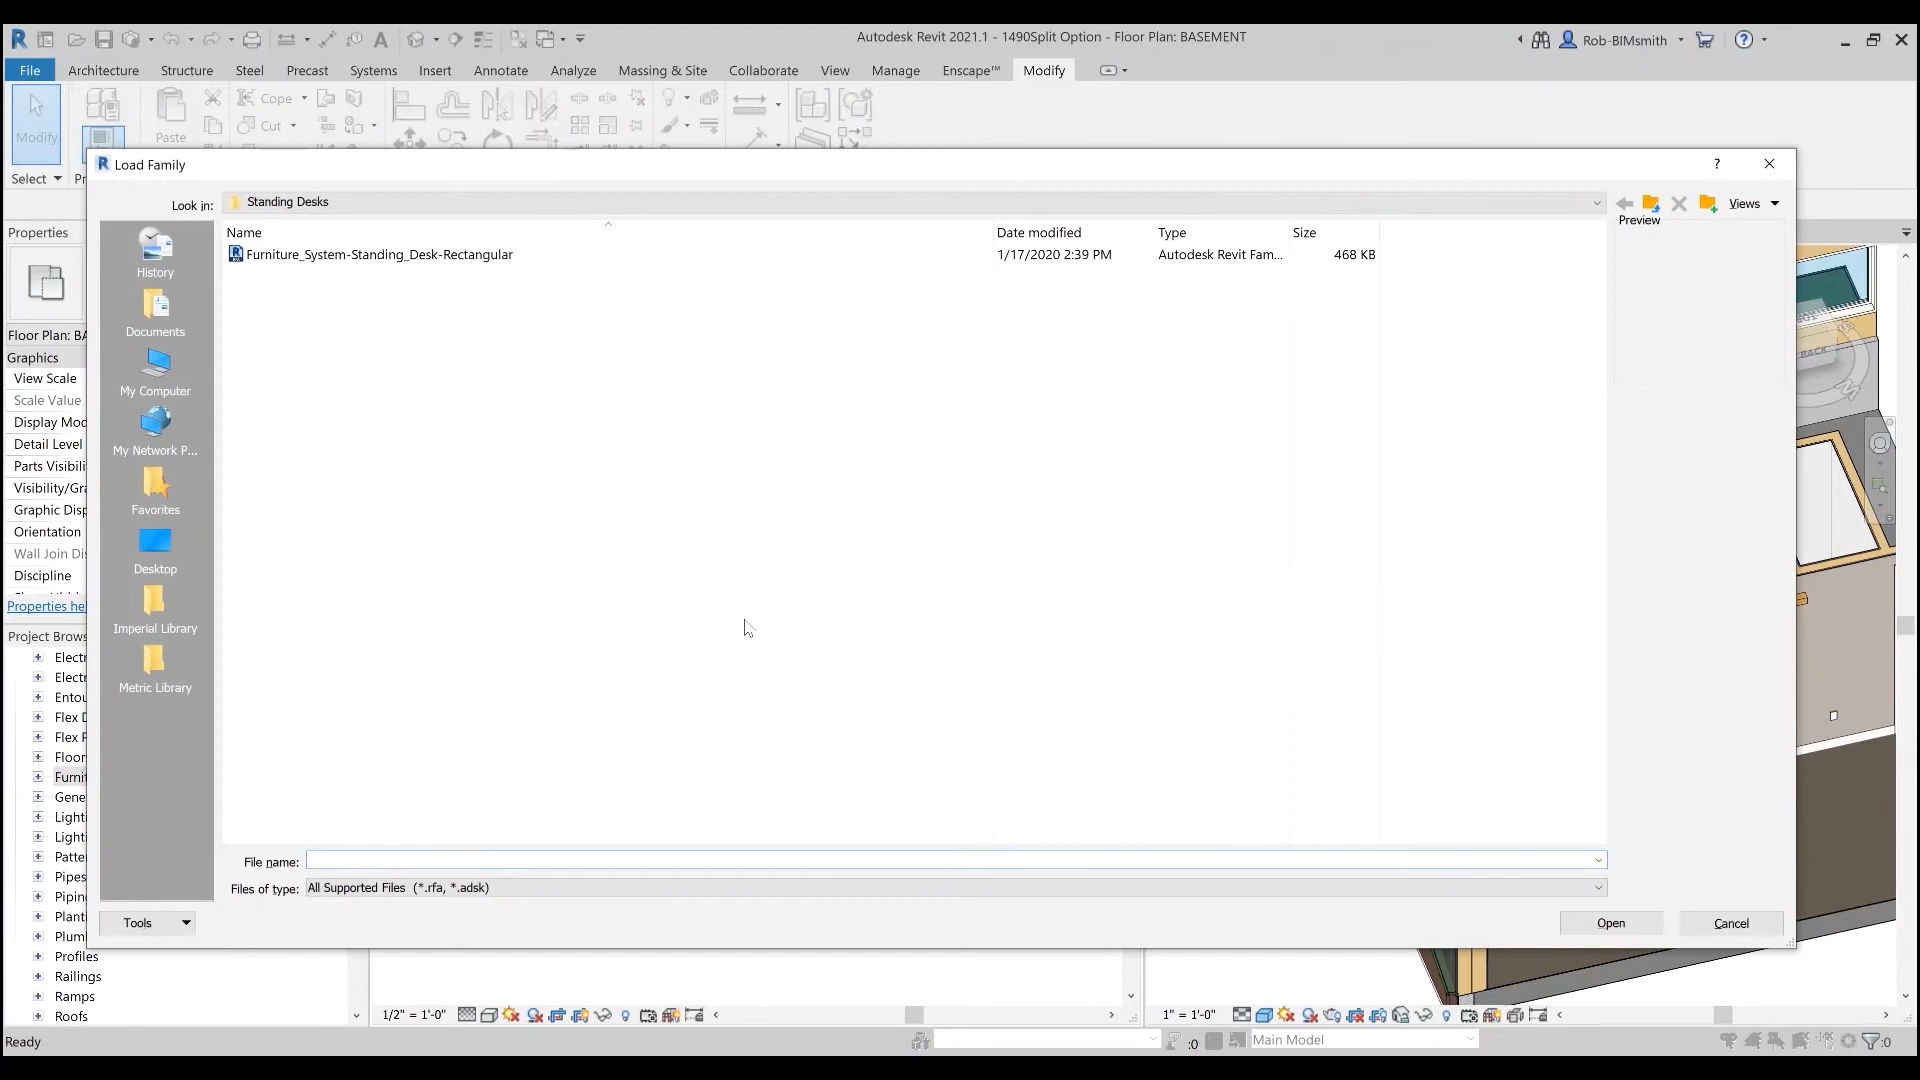 Autodesk Revit 2021.1 - 1490Split Option - Floor Plan: BASEMENT
Rob-BIMsmith
File Architecture Structure Steel Precast Systems Insert Annotate Analyze Massing & Site Collaborate View Manage Enscape™ Modify
Modify
Paste
Cope
Cut
Select
Load Family
Look in: Standing Desks
Views
Preview
Name Date modified Type Size
Furniture_System-Standing_Desk-Rectangular 1/17/2020 2:39 PM Autodesk Revit Fam... 468 KB
History
Documents
My Computer
My Network P...
Favorites
Desktop
Imperial Library
Metric Library
File name:
Files of type: All Supported Files (*.rfa, *.adsk)
Tools
Open
Cancel
Properties
Floor Plan: BA
Graphics
View Scale
Scale Value
Display Mod
Detail Level
Parts Visibili
Visibility/Gra
Graphic Disp
Orientation
Wall Join Dis
Discipline
Properties hel
Project Brows
Electr
Electr
Entou
Flex D
Flex P
Floor
Furnit
Gene
Lighti
Lighti
Patter
Pipes
Pipin
Planti
Plum
Profiles
Railings
Ramps
Roofs
BACK
1/2" = 1'-0"
1" = 1'-0"
Ready
:0
Main Model
:0